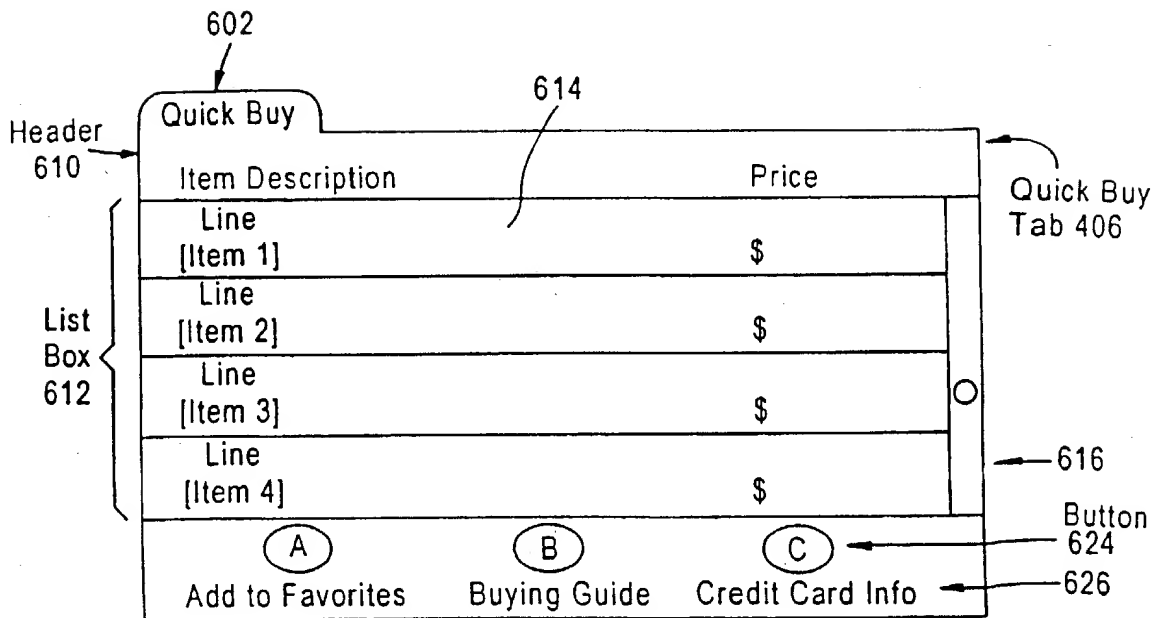 602
Quick Buy
614
Header
610
Item Description Price
Quick Buy
Tab 406
Line
[Item 1] $
Line
[Item 2] $
List
Box
612
Line
[Item 3] $
Line
[Item 4] $
616
A B C
Button
624
Add to Favorites Buying Guide Credit Card Info
626